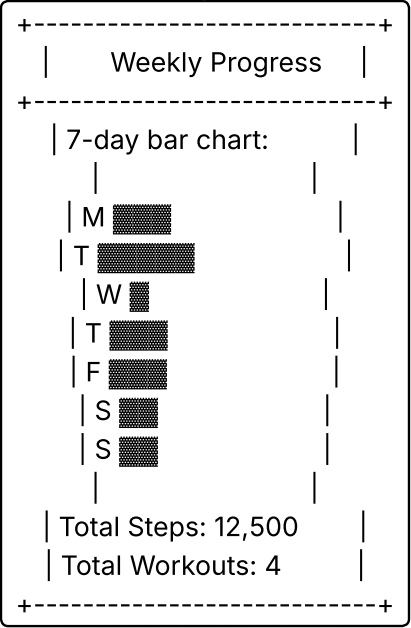 +-----------------------------+
| Weekly Progress |
+-----------------------------+
| 7-day bar chart: |
| |
| M ▓▓▓ |
| T ▓▓▓▓▓ |
| W ▓ |
| T ▓▓▓ |
| F ▓▓▓ |
| S ▓▓ |
| S ▓▓ |
| |
| Total Steps: 12,500 |
| Total Workouts: 4 |
+-----------------------------+